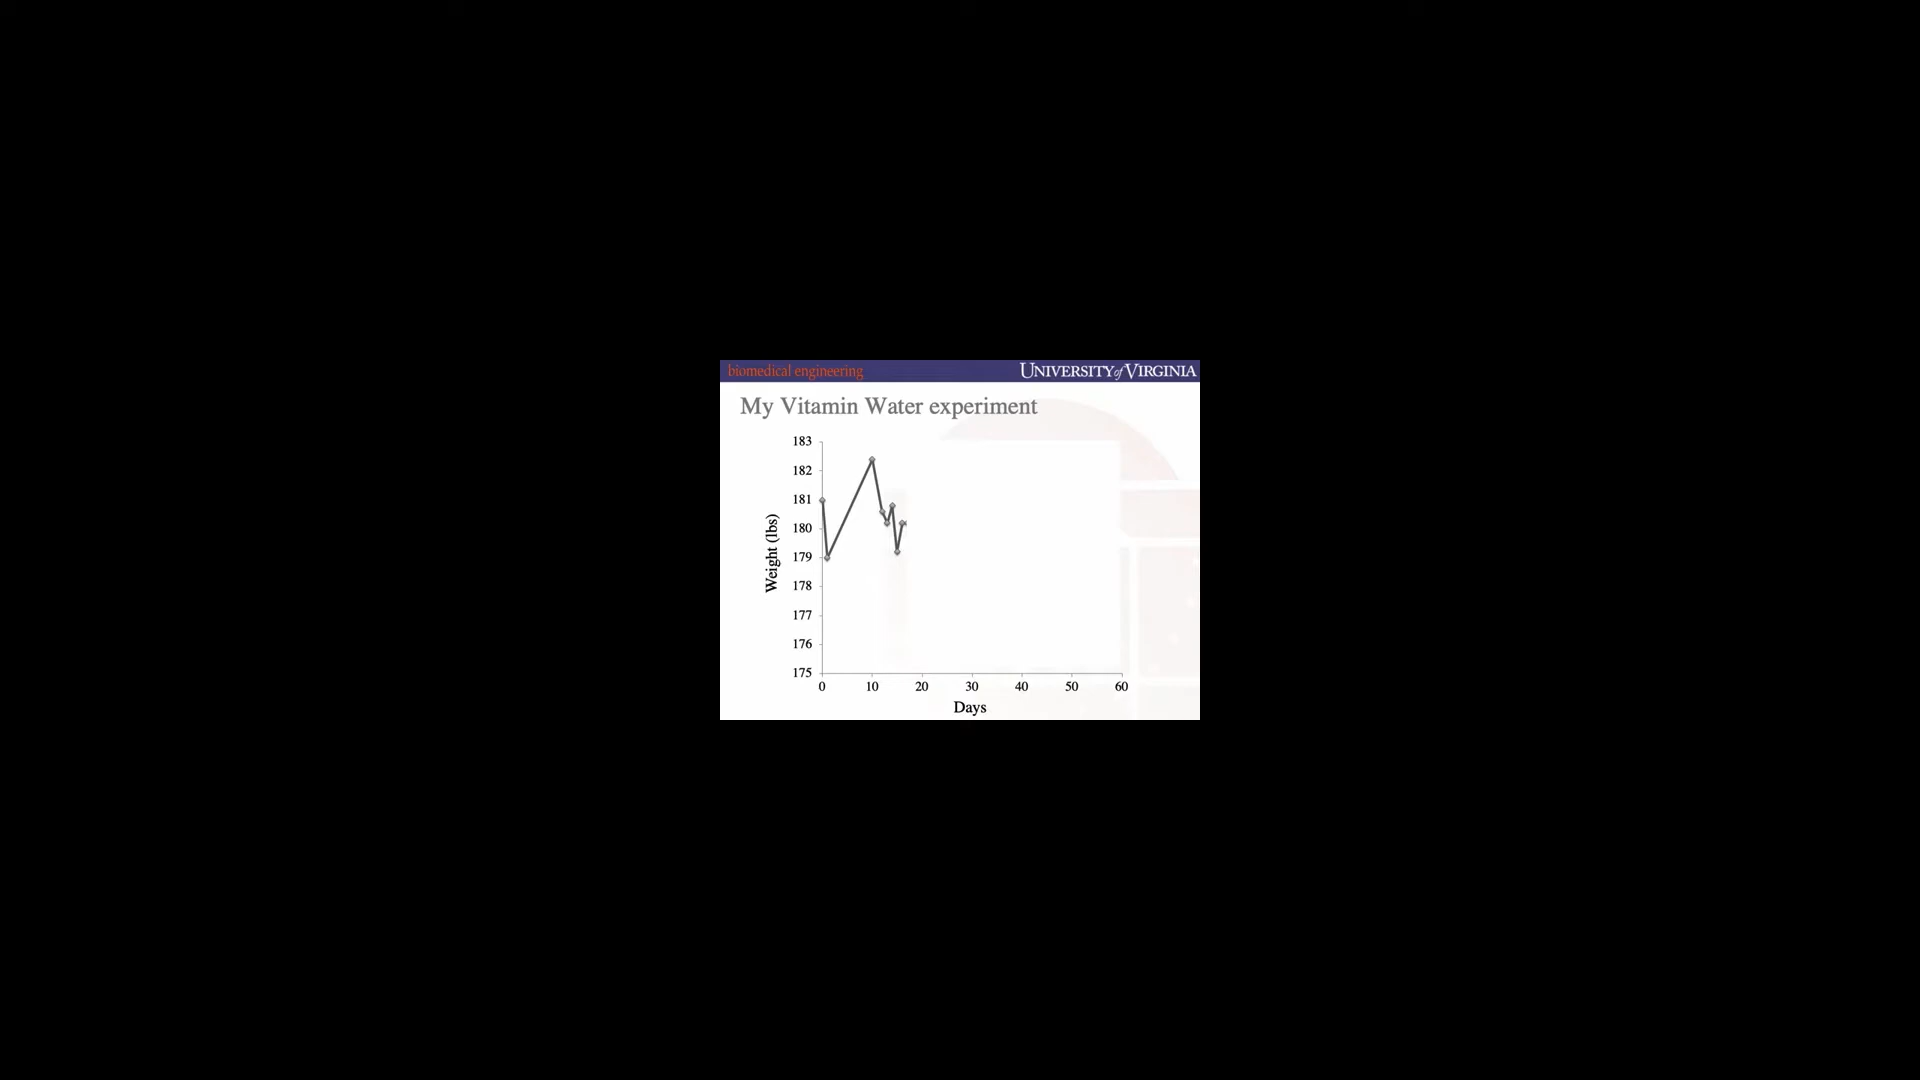 biomedical engineering
UNIVERSITY of VIRGINIA
My Vitamin Water experiment
183
182
181
180
179
178
177
176
175
Weight (lbs)
0 10 20 30 40 50 60
Days